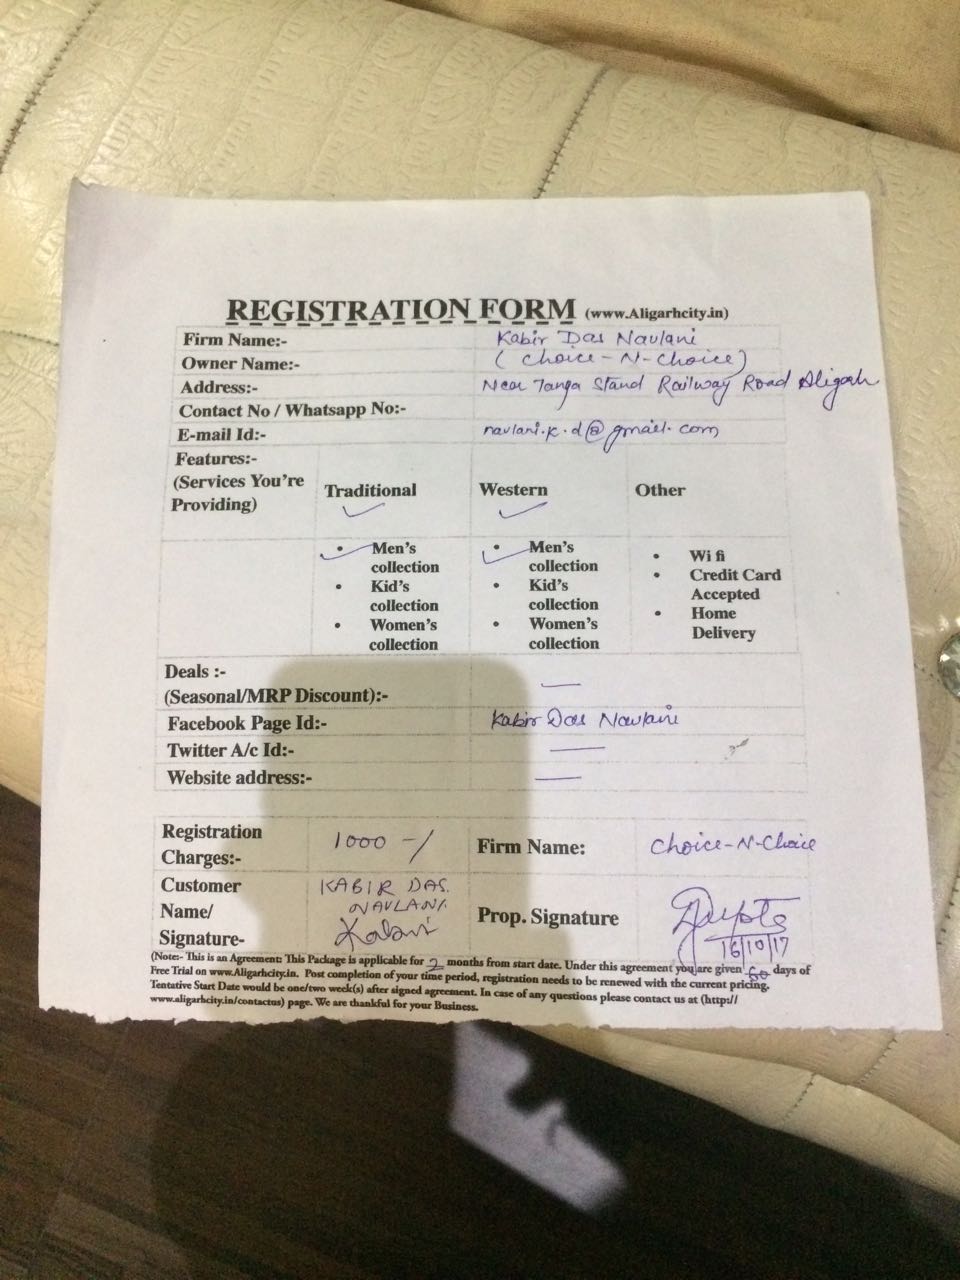 REGISTRATION FORM (www.Aligarhcity.in)
Firm Name:- Kabir Das Navlani
Owner Name:- (Choice-N-Choice)
Address:- Near Tanga Stand Railway Road Aligarh
Contact No / Whatsapp No:-
E-mail Id:- navlani.k.d@gmail.com
Features:-
(Services You're Providing) Traditional Western Other
• Men's collection • Men's collection • Wi fi
• Kid's collection • Kid's collection • Credit Card Accepted
• Women's collection • Women's collection • Home Delivery
Deals :-
(Seasonal/MRP Discount):- —
Facebook Page Id:- Kabir Das Navlani
Twitter A/c Id:- —
Website address:- —
Registration Charges:- 1000 -/ Firm Name: Choice-N-Choice
Customer Name/ Signature- KABIR DAS. NAVLANI. Kabir Prop. Signature
16/10/17
(Note:- This is an Agreement: This Package is applicable for 2 months from start date. Under this agreement you are given 60 days of
Free Trial on www.Aligarhcity.in. Post completion of your time period, registration needs to be renewed with the current pricing.
Tentative Start Date would be one/two week(s) after signed agreement. In case of any questions please contact us at (http://
www.aligarhcity.in/contactus) page. We are thankful for your Business.